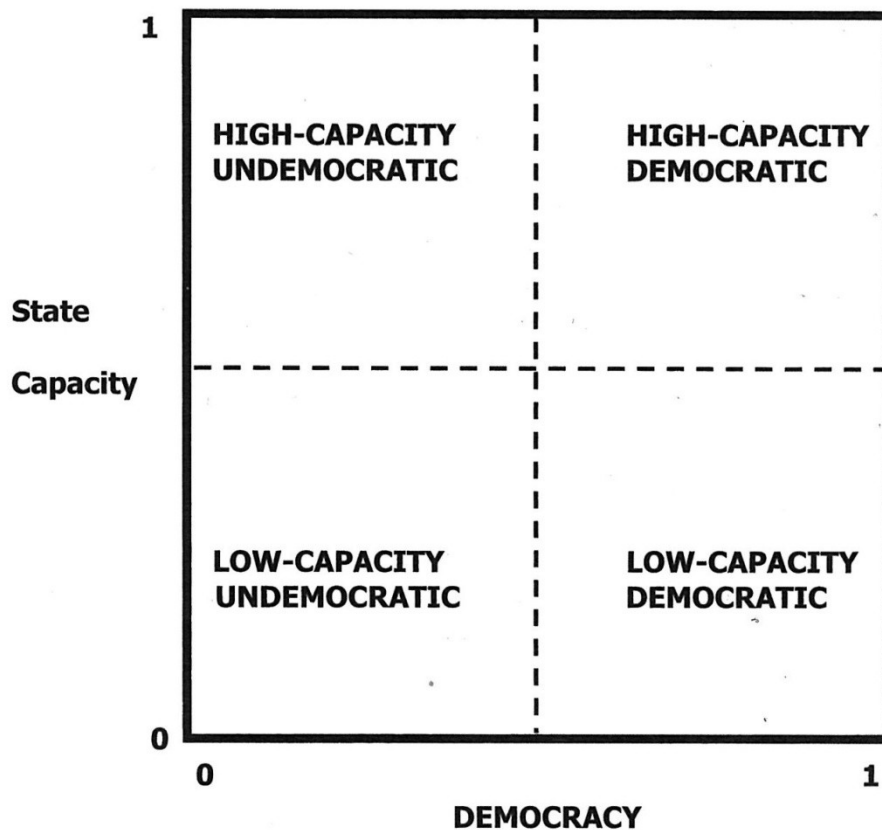 1
HIGH-CAPACITY
UNDEMOCRATIC
HIGH-CAPACITY
DEMOCRATIC
State
Capacity
LOW-CAPACITY
UNDEMOCRATIC
LOW-CAPACITY
DEMOCRATIC
0
0
1
DEMOCRACY